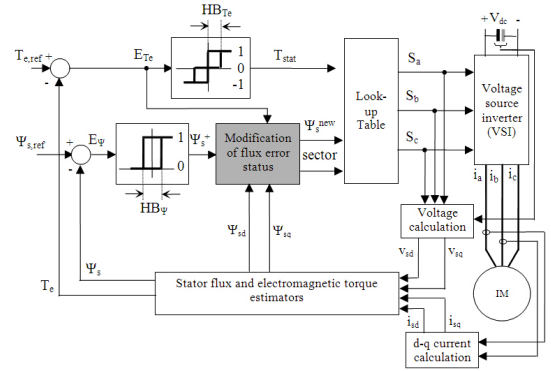 HB_Te
+ V_dc -
T_e,ref + E_Te 1 0 -1 T_stat
-
Look-up Table
S_a
S_b
S_c
Voltage source inverter (VSI)
Ψ_s,ref + E_Ψ 1 0 Ψ_s^+
-
HB_Ψ
Modification of flux error status
Ψ_s^new
sector
i_a i_b i_c
Ψ_sd Ψ_sq
Voltage calculation
v_sd v_sq
Ψ_s
T_e
Stator flux and electromagnetic torque estimators
IM
i_sd i_sq
d-q current calculation